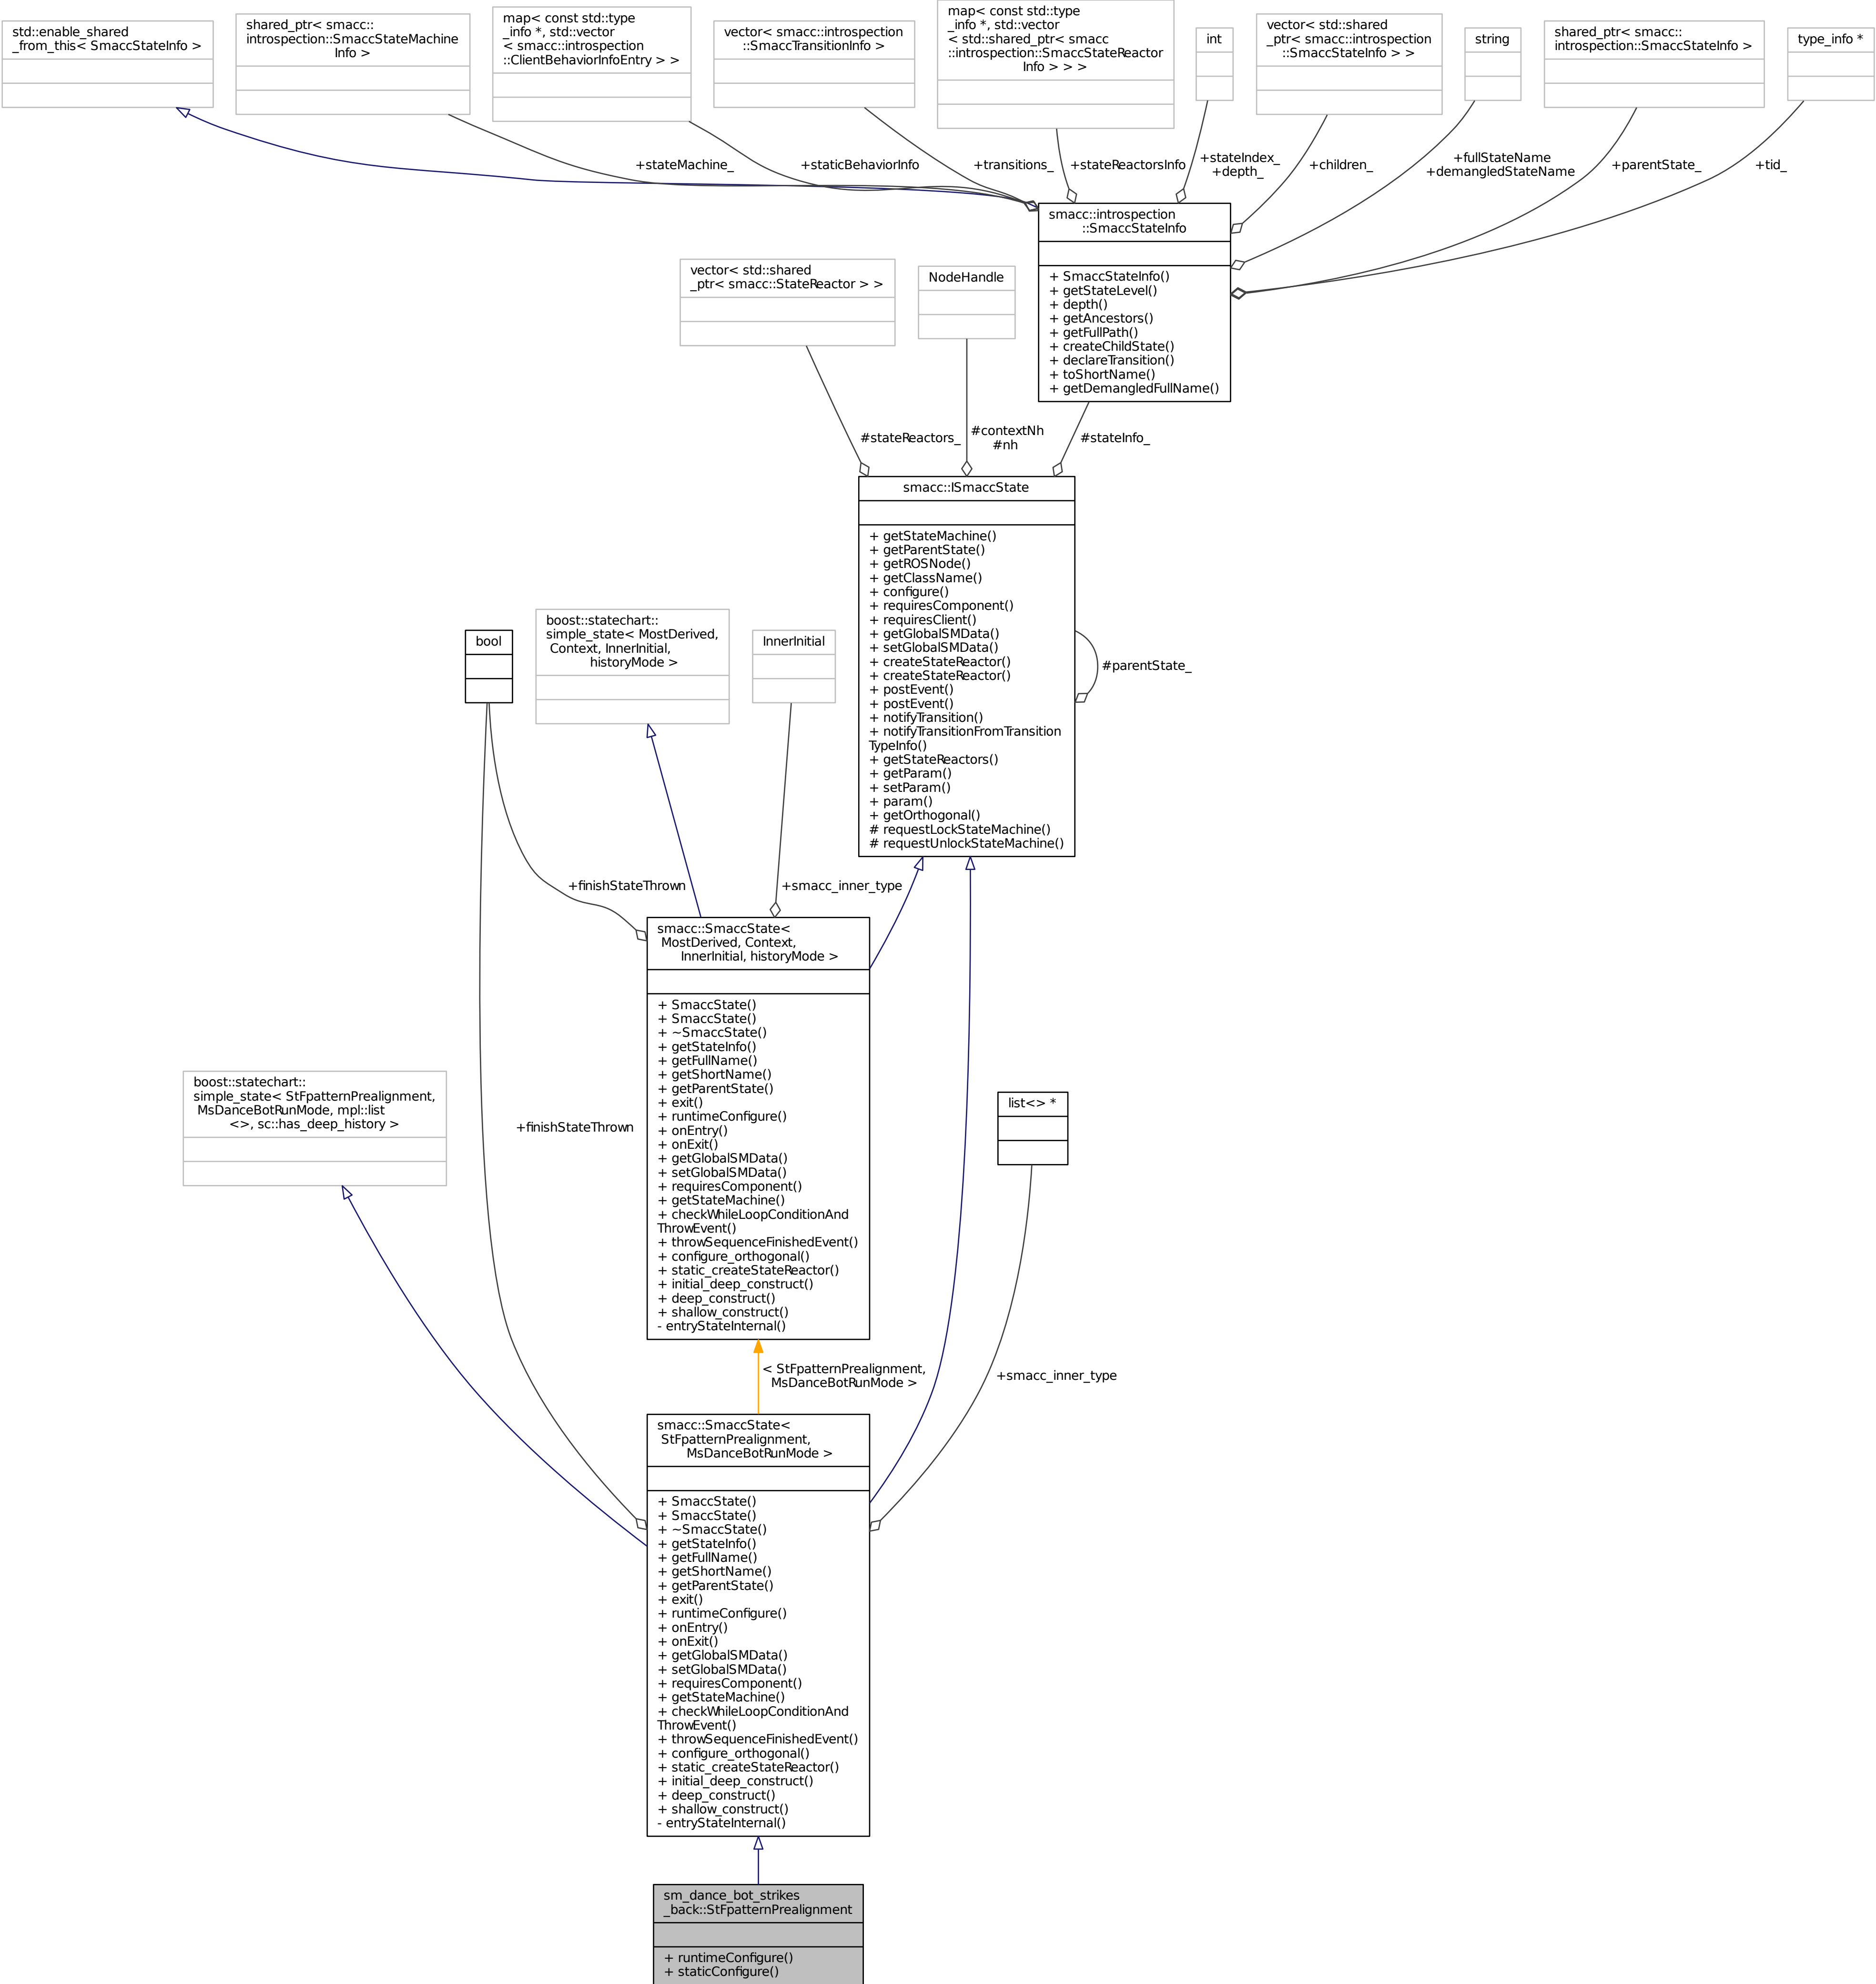 std::enable_shared
_from_this< SmaccStateInfo >
shared_ptr< smacc::
introspection::SmaccStateMachine
Info >
map< const std::type
_info *, std::vector
< smacc::introspection
::ClientBehaviorInfoEntry > >
vector< smacc::introspection
::SmaccTransitionInfo >
map< const std::type
_info *, std::vector
< std::shared_ptr< smacc
::introspection::SmaccStateReactor
Info > > >
int
vector< std::shared
_ptr< smacc::introspection
::SmaccStateInfo > >
string
shared_ptr< smacc::
introspection::SmaccStateInfo >
type_info *
+stateMachine_
+staticBehaviorInfo
+transitions_
+stateReactorsInfo
+stateIndex_
+depth_
+children_
+fullStateName
+demangledStateName
+parentState_
+tid_
smacc::introspection
::SmaccStateInfo
+ SmaccStateInfo()
+ getStateLevel()
+ depth()
+ getAncestors()
+ getFullPath()
+ createChildState()
+ declareTransition()
+ toShortName()
+ getDemangledFullName()
vector< std::shared
_ptr< smacc::StateReactor > >
NodeHandle
#stateReactors_
#contextNh
#nh
#stateInfo_
smacc::ISmaccState
+ getStateMachine()
+ getParentState()
+ getROSNode()
+ getClassName()
+ configure()
+ requiresComponent()
+ requiresClient()
+ getGlobalSMData()
+ setGlobalSMData()
+ createStateReactor()
+ createStateReactor()
+ postEvent()
+ postEvent()
+ notifyTransition()
+ notifyTransitionFromTransition
TypeInfo()
+ getStateReactors()
+ getParam()
+ setParam()
+ param()
+ getOrthogonal()
# requestLockStateMachine()
# requestUnlockStateMachine()
#parentState_
bool
boost::statechart::
simple_state< MostDerived,
Context, InnerInitial,
historyMode >
InnerInitial
+finishStateThrown
+smacc_inner_type
smacc::SmaccState<
MostDerived, Context,
InnerInitial, historyMode >
+ SmaccState()
+ SmaccState()
+ ~SmaccState()
+ getStateInfo()
+ getFullName()
+ getShortName()
+ getParentState()
+ exit()
+ runtimeConfigure()
+ onEntry()
+ onExit()
+ getGlobalSMData()
+ setGlobalSMData()
+ requiresComponent()
+ getStateMachine()
+ checkWhileLoopConditionAnd
ThrowEvent()
+ throwSequenceFinishedEvent()
+ configure_orthogonal()
+ static_createStateReactor()
+ initial_deep_construct()
+ deep_construct()
+ shallow_construct()
- entryStateInternal()
boost::statechart::
simple_state< StFpatternPrealignment,
MsDanceBotRunMode, mpl::list
<>, sc::has_deep_history >
+finishStateThrown
list<> *
< StFpatternPrealignment,
MsDanceBotRunMode >
+smacc_inner_type
smacc::SmaccState<
StFpatternPrealignment,
MsDanceBotRunMode >
+ SmaccState()
+ SmaccState()
+ ~SmaccState()
+ getStateInfo()
+ getFullName()
+ getShortName()
+ getParentState()
+ exit()
+ runtimeConfigure()
+ onEntry()
+ onExit()
+ getGlobalSMData()
+ setGlobalSMData()
+ requiresComponent()
+ getStateMachine()
+ checkWhileLoopConditionAnd
ThrowEvent()
+ throwSequenceFinishedEvent()
+ configure_orthogonal()
+ static_createStateReactor()
+ initial_deep_construct()
+ deep_construct()
+ shallow_construct()
- entryStateInternal()
sm_dance_bot_strikes
_back::StFpatternPrealignment
+ runtimeConfigure()
+ staticConfigure()